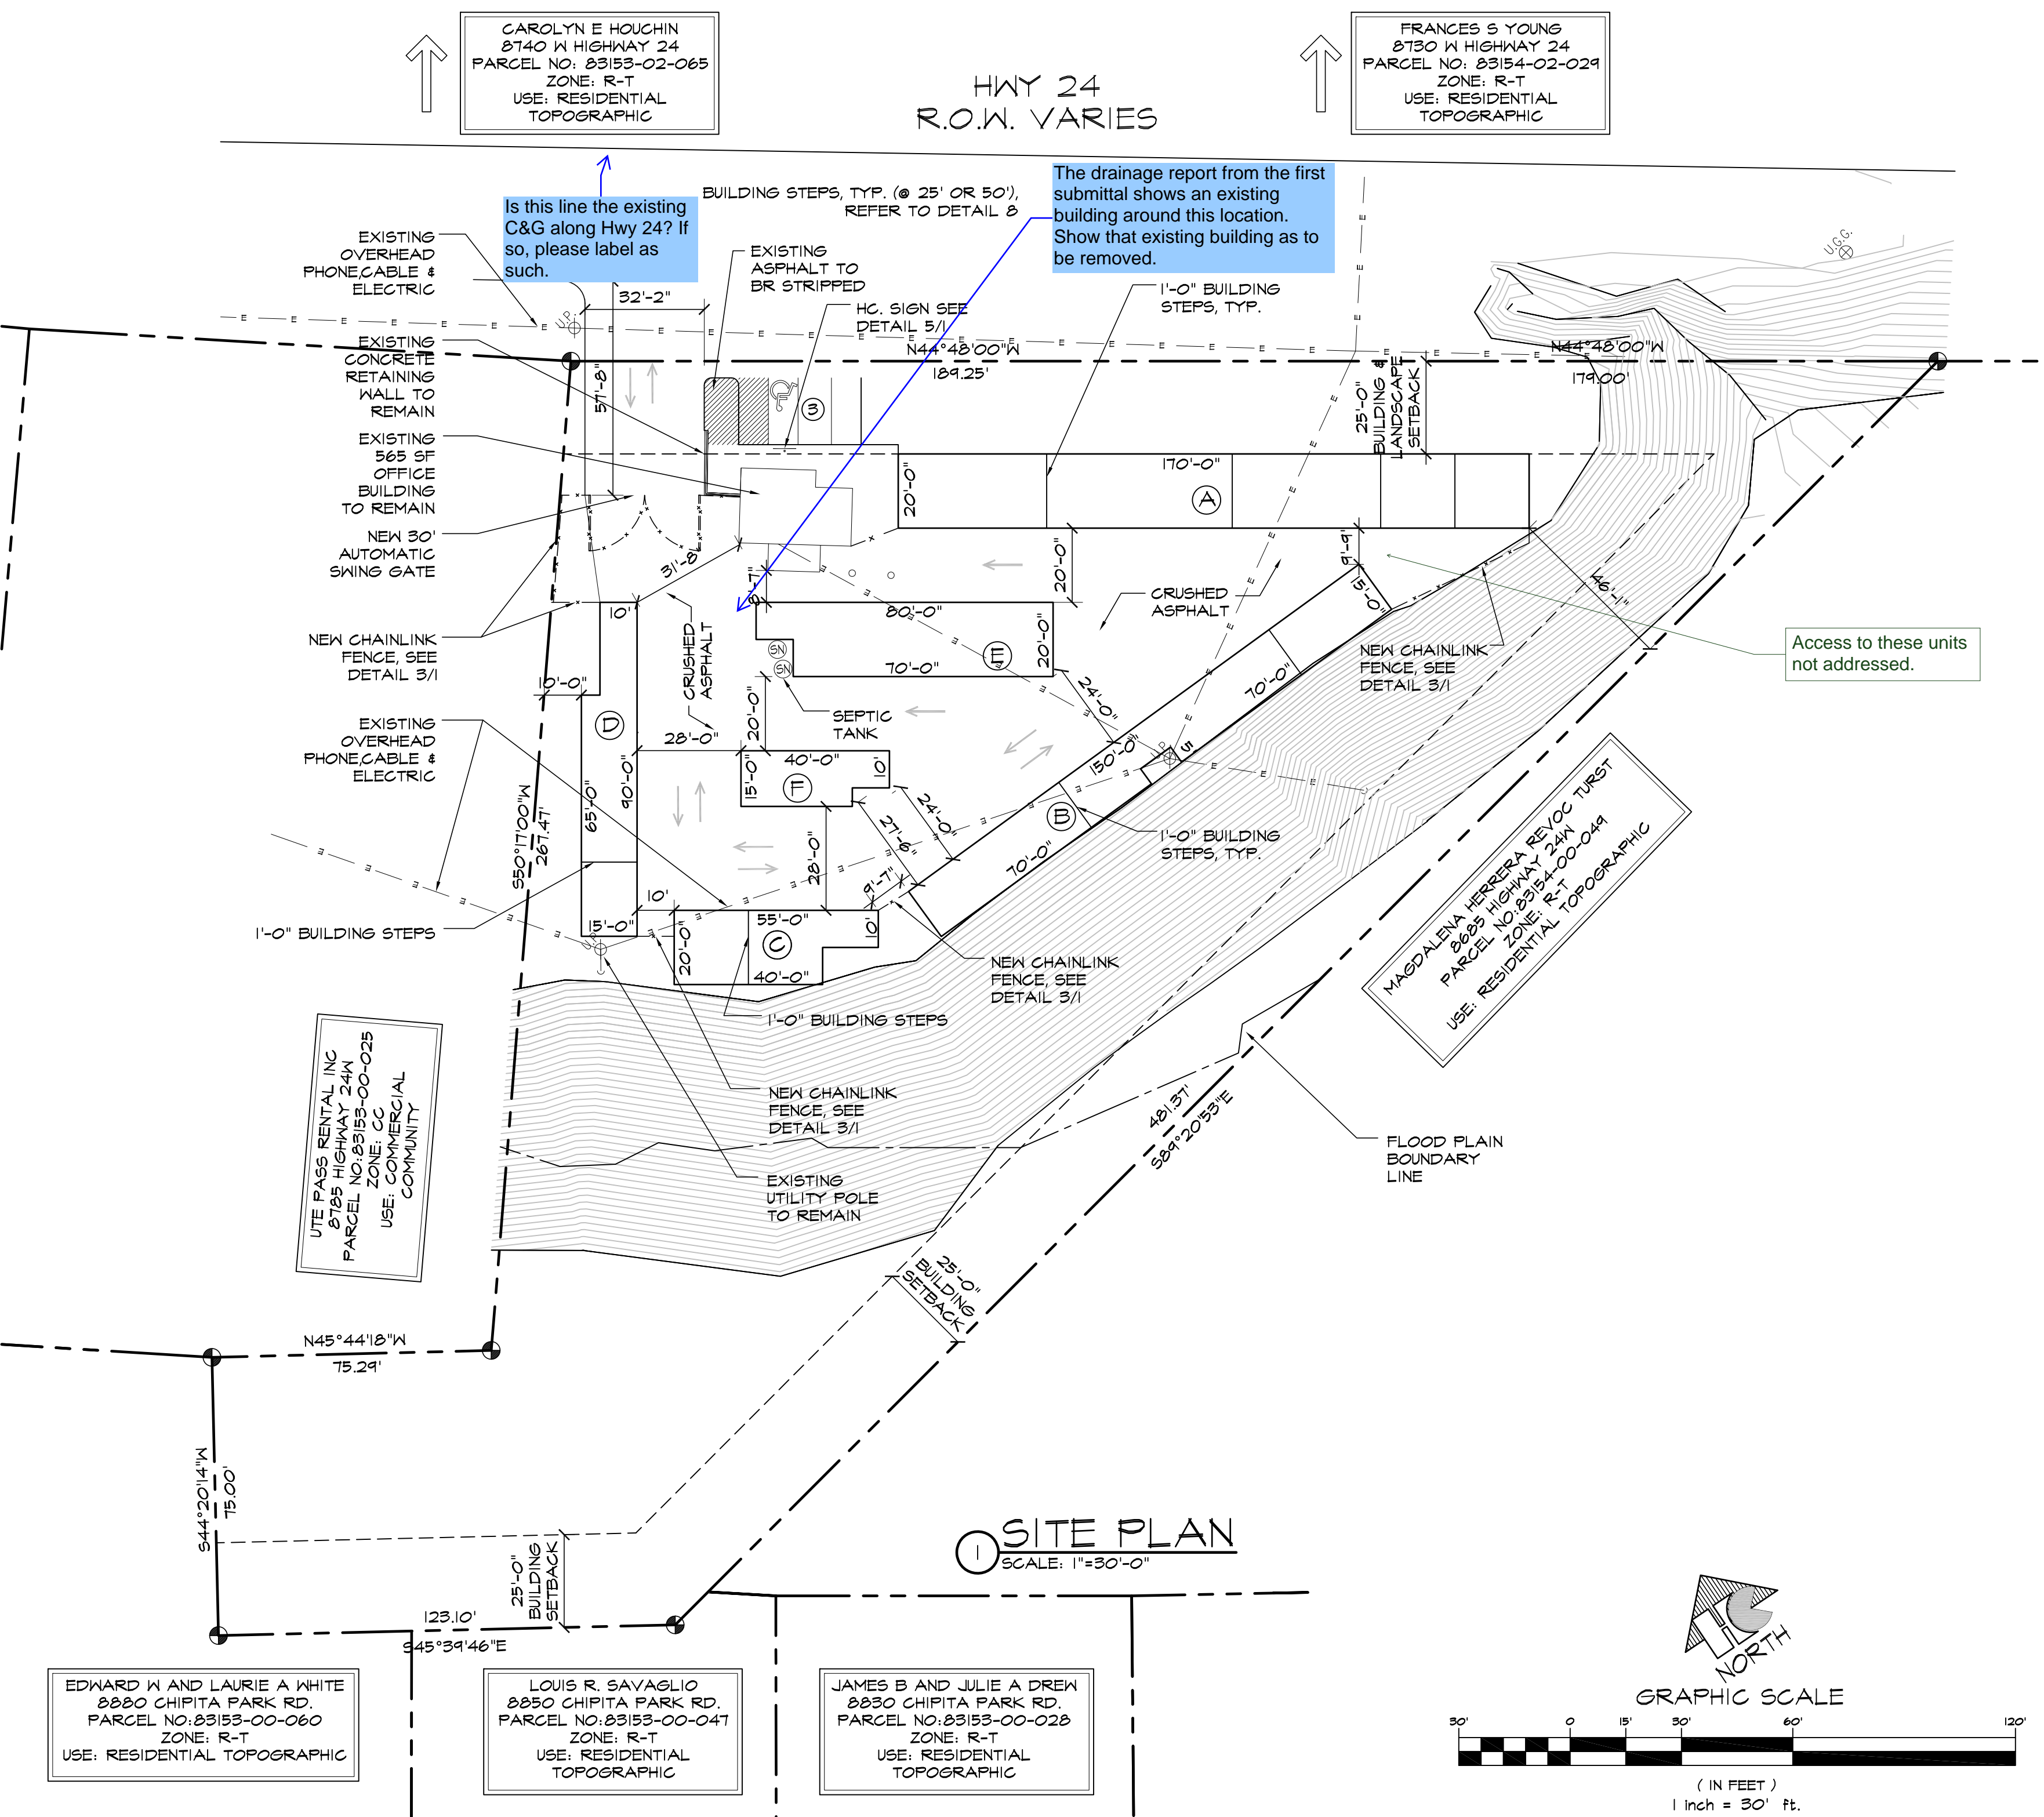 CAROLYN E HOUCHIN
8740 W HIGHWAY 24
PARCEL NO: 83153-02-065
ZONE: R-T
USE: RESIDENTIAL
TOPOGRAPHIC
FRANCES S YOUNG
8730 W HIGHWAY 24
PARCEL NO: 83154-02-029
ZONE: R-T
USE: RESIDENTIAL
TOPOGRAPHIC
HWY 24
R.O.W. VARIES
Is this line the existing
C&G along Hwy 24? If
so, please label as
such.
BUILDING STEPS, TYP. (@ 25' OR 50'),
REFER TO DETAIL 8
The drainage report from the first
submittal shows an existing
building around this location.
Show that existing building as to
be removed.
EXISTING
OVERHEAD
PHONE,CABLE &
ELECTRIC
EXISTING
ASPHALT TO
BR STRIPPED
HC. SIGN SEE
DETAIL 5/1
1'-0" BUILDING
STEPS, TYP.
U.G.G.
32'-2"
U.P.
57'-8"
N44°48'00"W
189.25'
N44°48'00"W
179.00'
25'-0"
BUILDING &
LANDSCAPE
SETBACK
EXISTING
CONCRETE
RETAINING
WALL TO
REMAIN
EXISTING
565 SF
OFFICE
BUILDING
TO REMAIN
NEW 30'
AUTOMATIC
SWING GATE
3
20'-0"
170'-0"
A
31'-8"
8'-7"
20'-0"
9'-9"
15'-0"
46'-1"
CRUSHED
ASPHALT
CRUSHED
ASPHALT
10'
80'-0"
20'-0"
E
70'-0"
SN
SN
NEW CHAINLINK
FENCE, SEE
DETAIL 3/1
NEW CHAINLINK
FENCE, SEE
DETAIL 3/1
Access to these units
not addressed.
10'-0"
D
SEPTIC
TANK
20'-0"
24'-0"
70'-0"
EXISTING
OVERHEAD
PHONE,CABLE &
ELECTRIC
28'-0"
90'-0"
65'-0"
15'-0"
40'-0"
10'
F
150'-0"
U.P.
5'
24'-0"
27'-6"
B
70'-0"
1'-0" BUILDING
STEPS, TYP.
28'-0"
9'-7"
S50°17'00"W
267.47'
1'-0" BUILDING STEPS
15'-0"
U.P.
10'
55'-0"
10'
20'-0"
C
40'-0"
NEW CHAINLINK
FENCE, SEE
DETAIL 3/1
1'-0" BUILDING STEPS
MAGDALENA HERRERA REVOC TURST
8685 HIGHWAY 24W
PARCEL NO:83154-00-049
ZONE: R-T
USE: RESIDENTIAL TOPOGRAPHIC
UTE PASS RENTAL INC
8785 HIGHWAY 24W
PARCEL NO:83153-00-025
ZONE: CC
USE: COMMERCIAL
COMMUNITY
NEW CHAINLINK
FENCE, SEE
DETAIL 3/1
EXISTING
UTILITY POLE
TO REMAIN
481.37'
S89°20'53"E
FLOOD PLAIN
BOUNDARY
LINE
25'-0"
BUILDING
SETBACK
N45°44'18"W
75.29'
S44°20'14"W
75.00'
25'-0"
BUILDING
SETBACK
123.10'
S45°39'46"E
1
SITE PLAN
SCALE: 1"=30'-0"
EDWARD W AND LAURIE A WHITE
8880 CHIPITA PARK RD.
PARCEL NO:83153-00-060
ZONE: R-T
USE: RESIDENTIAL TOPOGRAPHIC
LOUIS R. SAVAGLIO
8850 CHIPITA PARK RD.
PARCEL NO:83153-00-047
ZONE: R-T
USE: RESIDENTIAL
TOPOGRAPHIC
JAMES B AND JULIE A DREW
8830 CHIPITA PARK RD.
PARCEL NO:83153-00-028
ZONE: R-T
USE: RESIDENTIAL
TOPOGRAPHIC
NORTH
GRAPHIC SCALE
30' 0 15' 30' 60' 120'
( IN FEET )
1 inch = 30' ft.